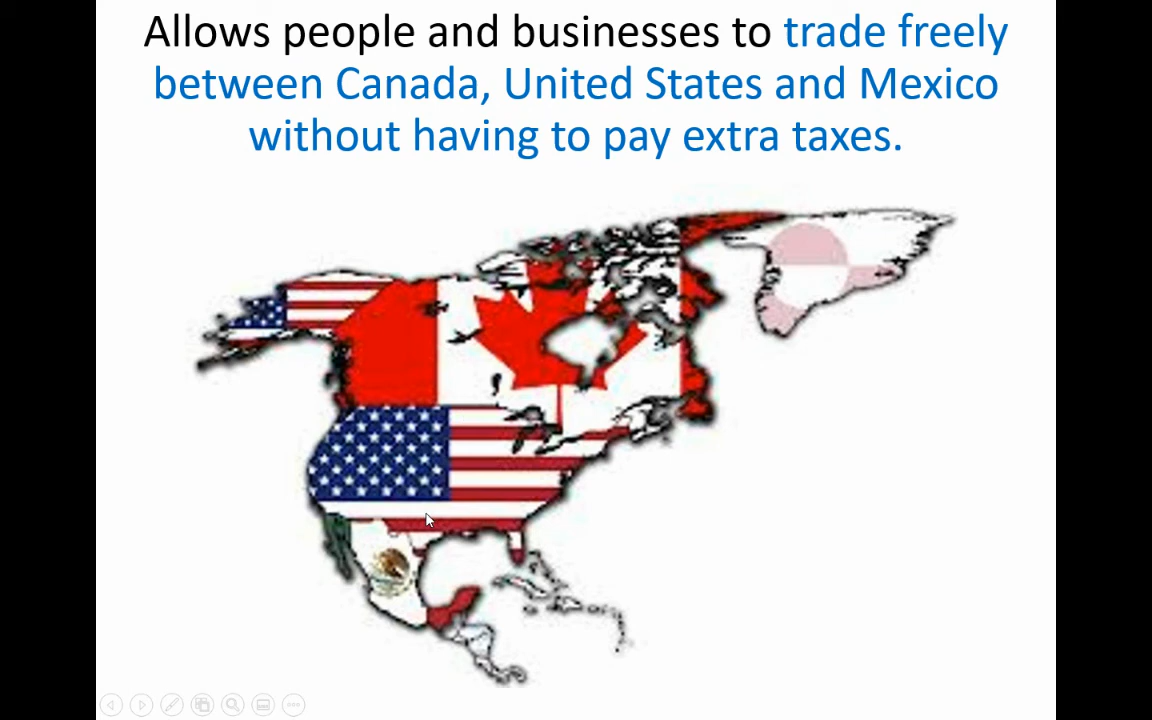 Allows people and businesses to trade freely
between Canada, United States and Mexico
without having to pay extra taxes.